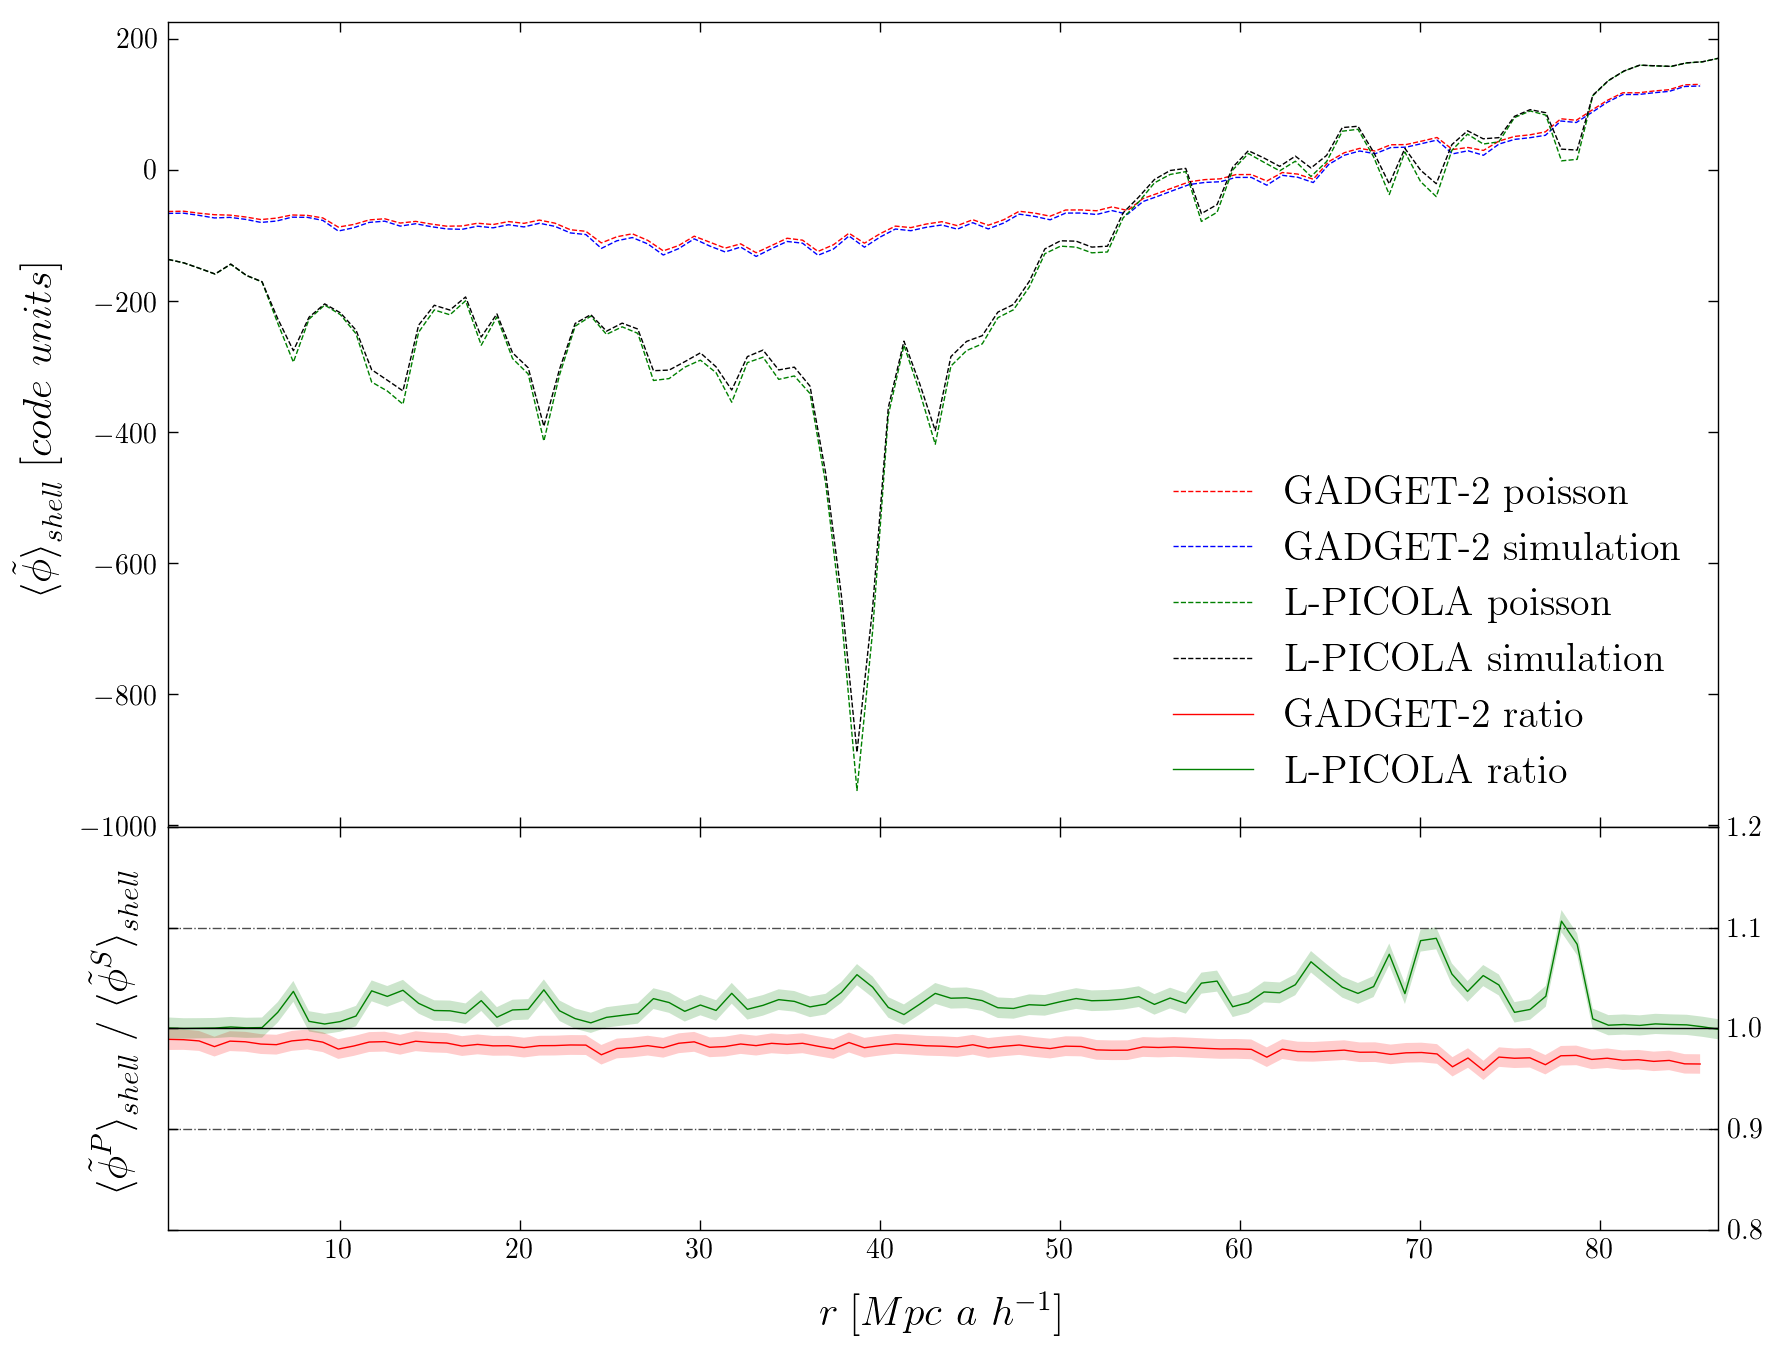 200
0
−200
−400
−600
−800
−1000
⟨ϕ̃⟩shell [code units]
GADGET-2 poisson
GADGET-2 simulation
L-PICOLA poisson
L-PICOLA simulation
GADGET-2 ratio
L-PICOLA ratio
1.2
1.1
1.0
0.9
0.8
⟨ϕ̃^P⟩shell / ⟨ϕ̃^S⟩shell
10 20 30 40 50 60 70 80
r [Mpc a h⁻¹]